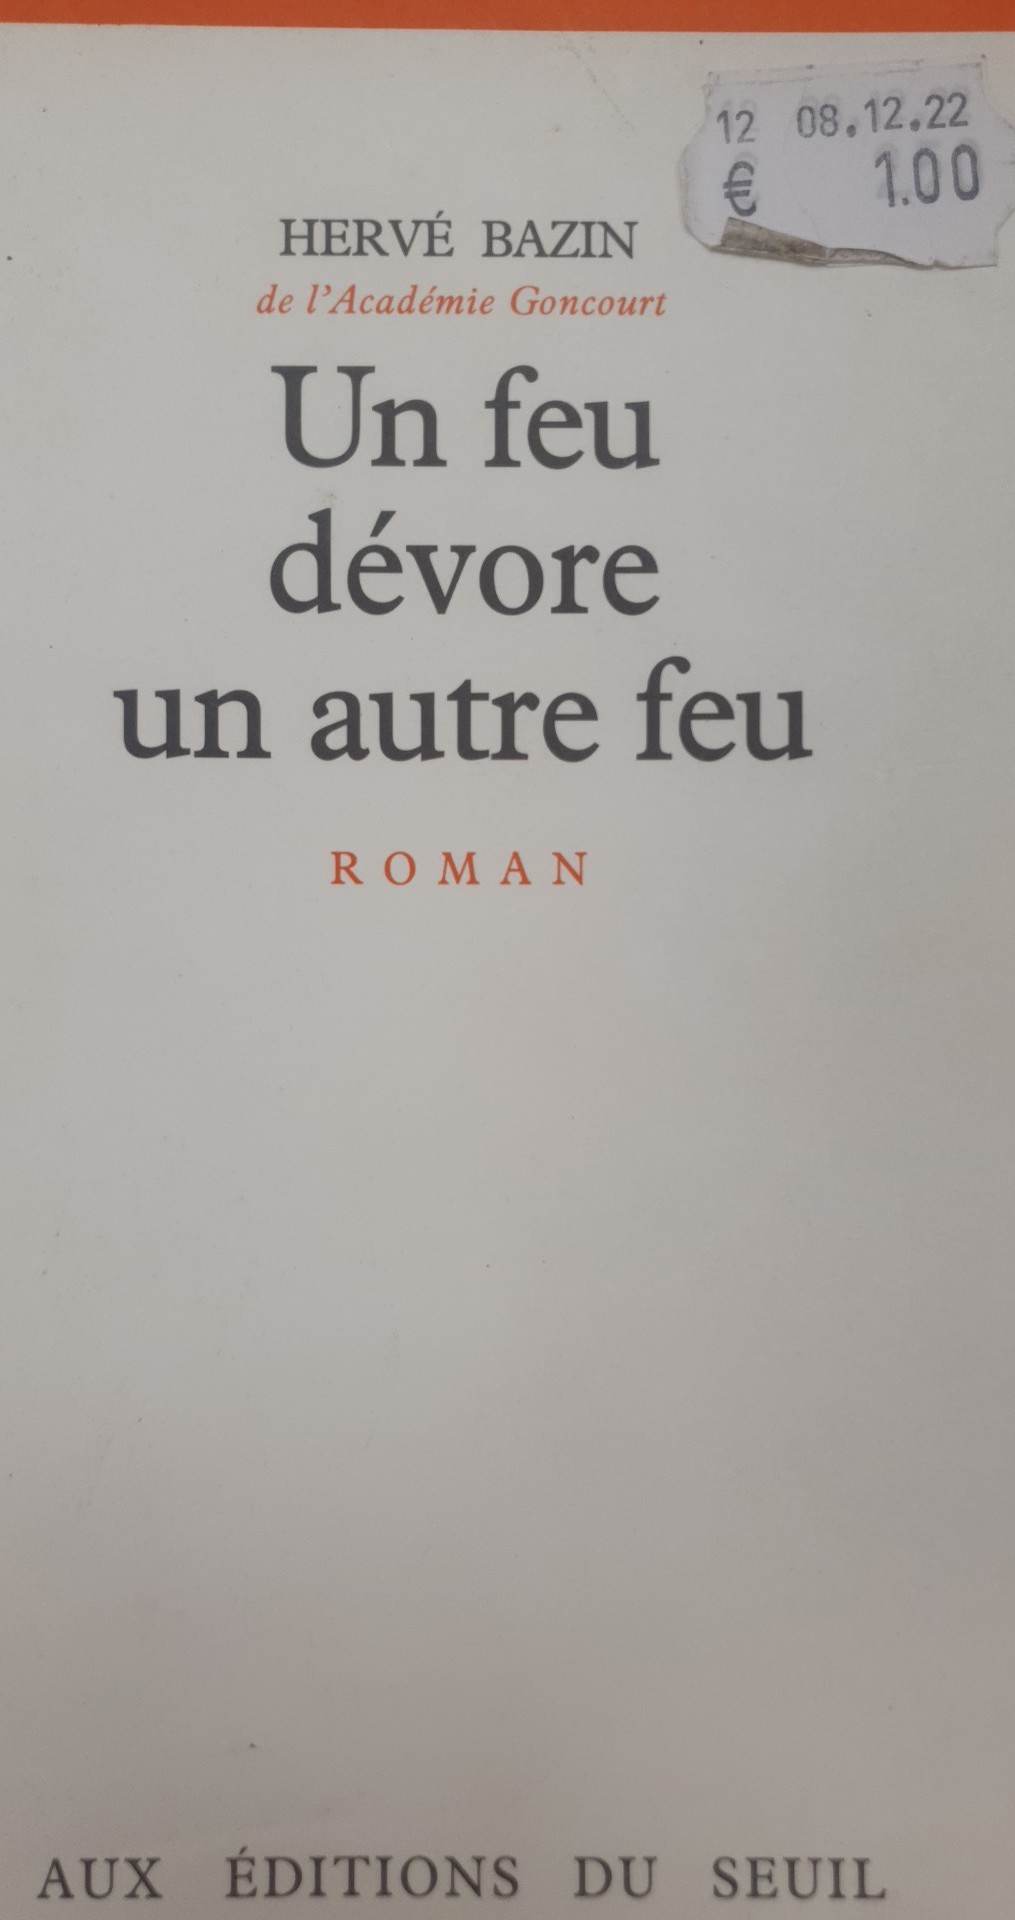 12 08.12.22
€ 1.00
HERVÉ BAZIN
de l'Académie Goncourt
Un feu
dévore
un autre feu
ROMAN
AUX ÉDITIONS DU SEUIL